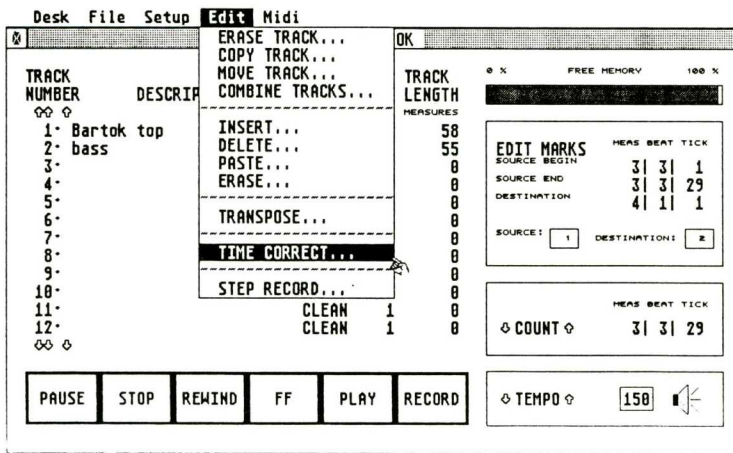 Desk File Setup Edit Midi
OK
ERASE TRACK...
COPY TRACK...
MOVE TRACK...
COMBINE TRACKS...
INSERT...
DELETE...
PASTE...
ERASE...
TRANSPOSE...
TIME CORRECT...
STEP RECORD...
TRACK NUMBER DESCRIP TRACK LENGTH
MEASURES
1· Bartok top 58
2· bass 55
3· 0
4· 0
5· 0
6· 0
7· 0
8· 0
9· 0
10· 0
11· CLEAN 1 0
12· CLEAN 1 0
0 % FREE MEMORY 100 %
EDIT MARKS MEAS BEAT TICK
SOURCE BEGIN 3| 3| 1
SOURCE END 3| 3| 29
DESTINATION 4| 1| 1
SOURCE: 1 DESTINATION: 2
MEAS BEAT TICK
COUNT 3| 3| 29
PAUSE STOP REWIND FF PLAY RECORD
TEMPO 150